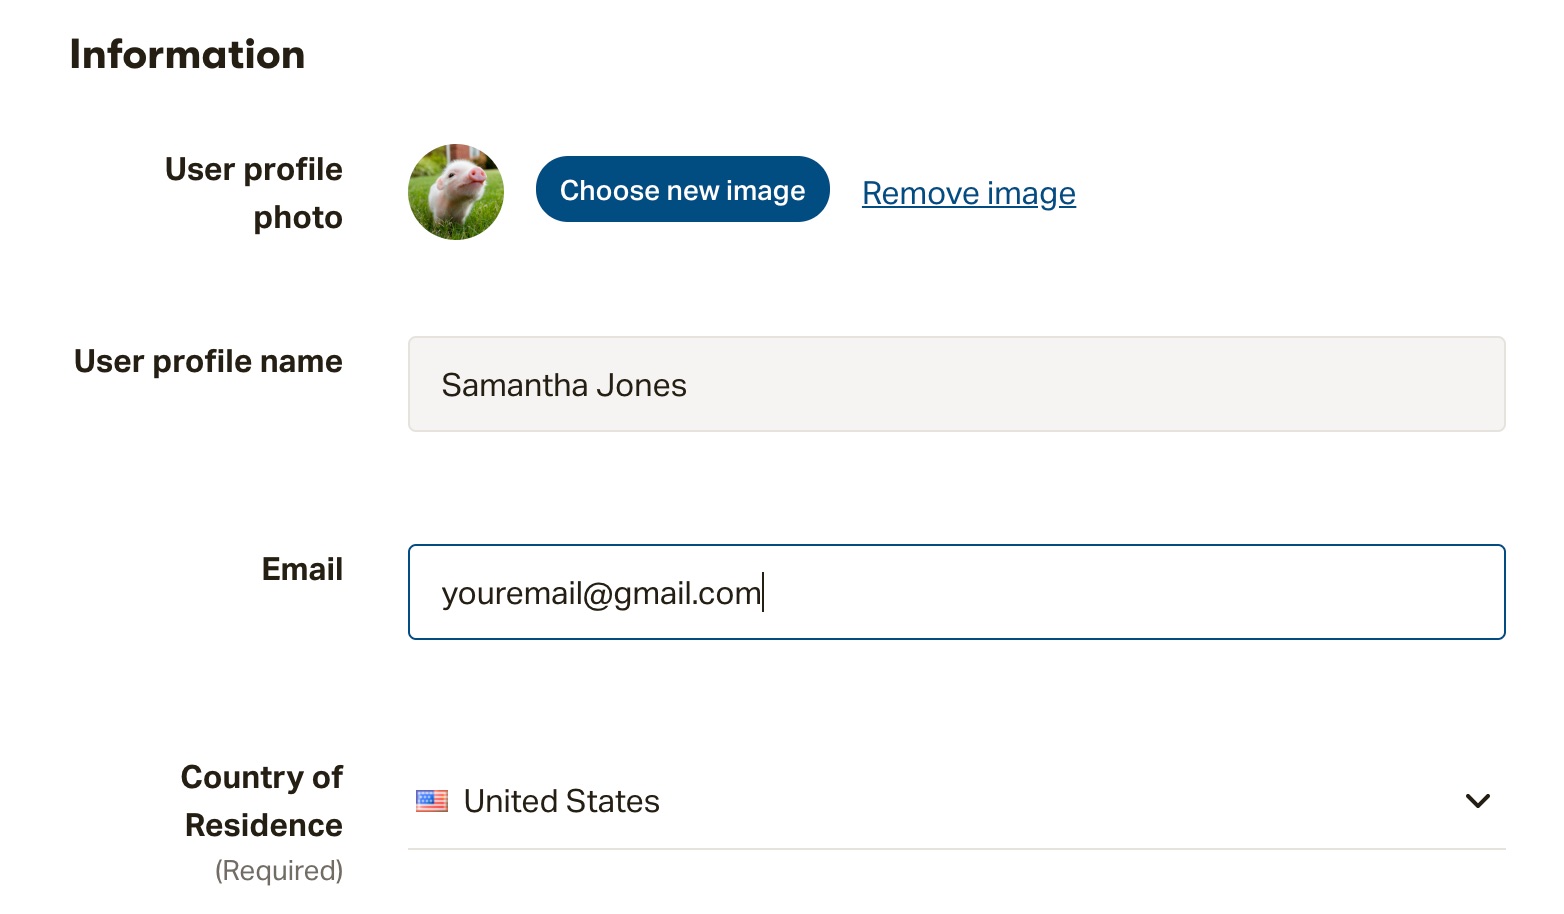 Information
User profile
photo
Choose new image
Remove image
User profile name
Samantha Jones
Email
youremail@gmail.com
Country of
Residence
(Required)
United States